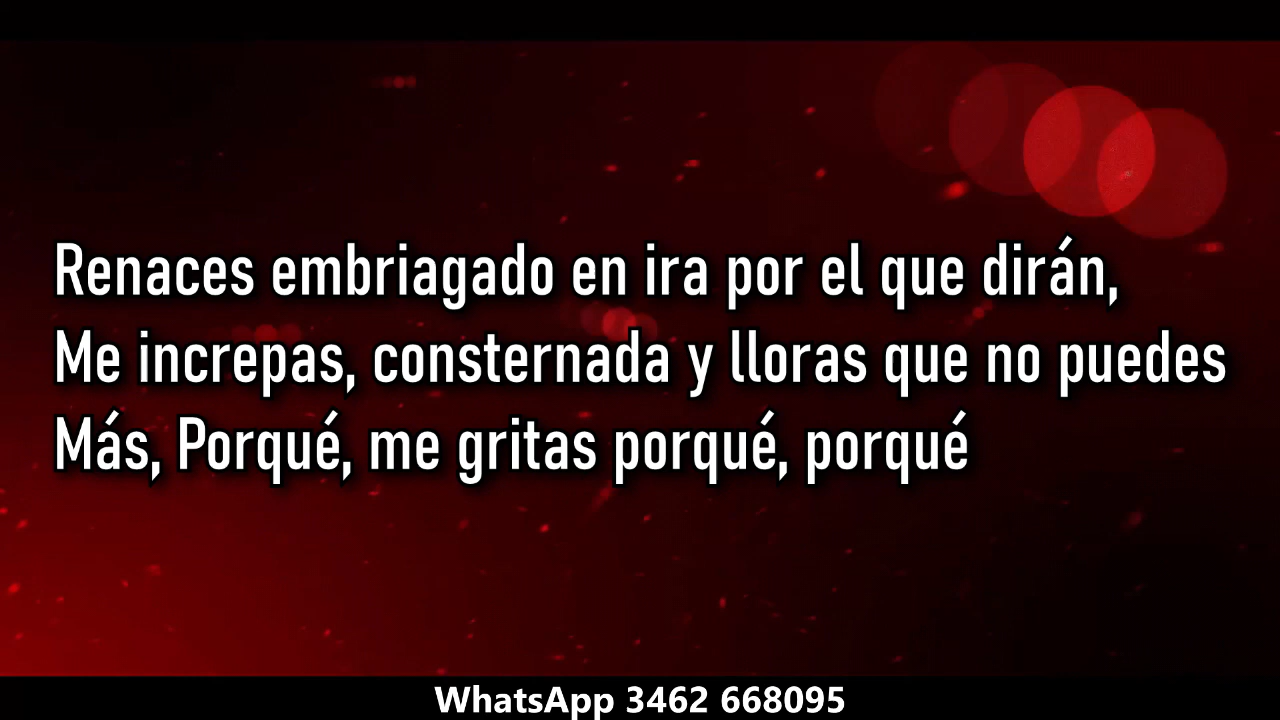 Renaces embriagado en ira por el que dirán,
Me increpas, consternada y lloras que no puedes
Más, Porqué, me gritas porqué, porqué
WhatsApp 3462 668095